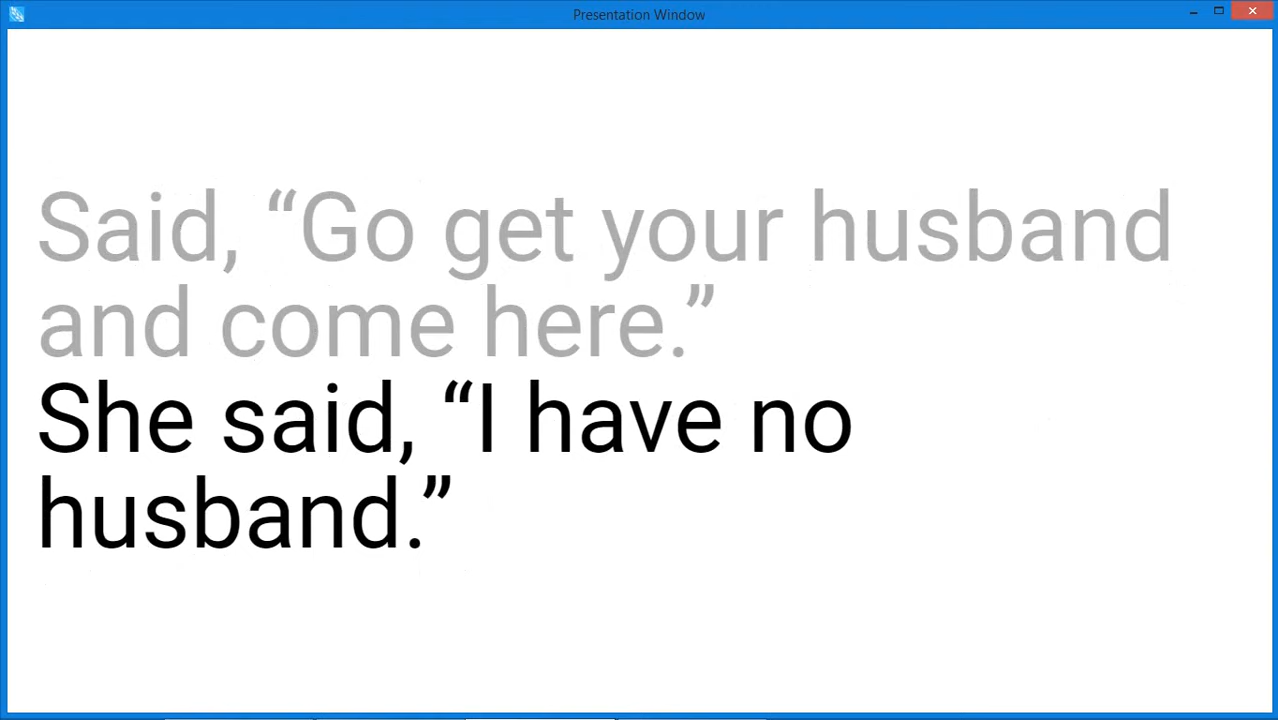 Presentation Window
Said, “Go get your husband
and come here.”
She said, “I have no
husband.”